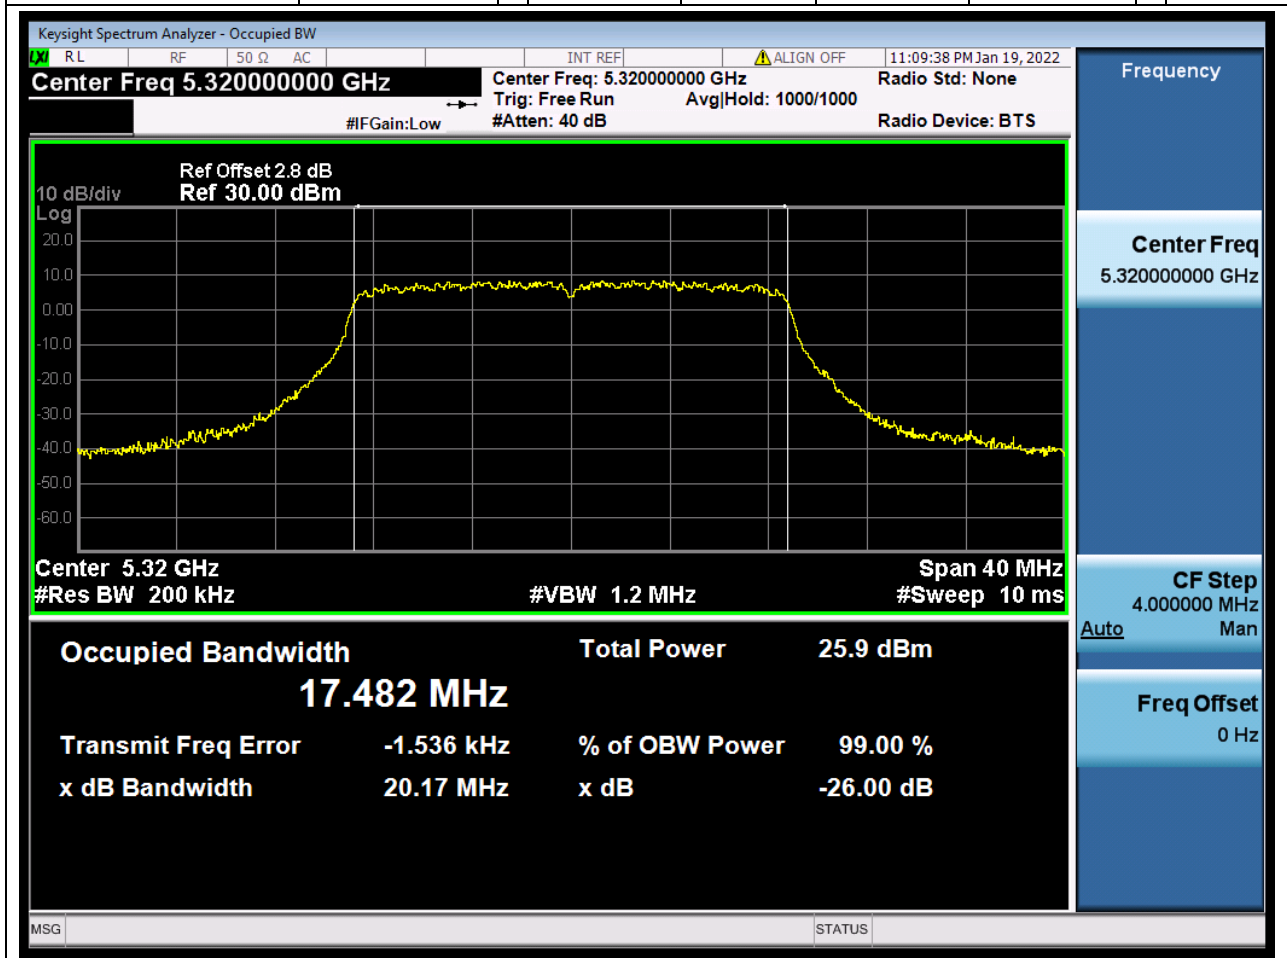 Keysight Spectrum Analyzer - Occupied BW
LXI RL RF 50 Ω AC INT REF ALIGN OFF 11:09:38 PM Jan 19, 2022
Center Freq 5.320000000 GHz
Center Freq: 5.320000000 GHz
Radio Std: None
Trig: Free Run Avg|Hold: 1000/1000
#IFGain:Low
#Atten: 40 dB
Radio Device: BTS
Ref Offset 2.8 dB
10 dB/div Ref 30.00 dBm
Log
20.0
10.0
0.00
-10.0
-20.0
-30.0
-40.0
-50.0
-60.0
Center 5.32 GHz Span 40 MHz
#Res BW 200 kHz #VBW 1.2 MHz #Sweep 10 ms
Occupied Bandwidth Total Power 25.9 dBm
17.482 MHz
Transmit Freq Error -1.536 kHz % of OBW Power 99.00 %
x dB Bandwidth 20.17 MHz x dB -26.00 dB
MSG STATUS
Frequency
Center Freq
5.320000000 GHz
CF Step
4.000000 MHz
Auto Man
Freq Offset
0 Hz